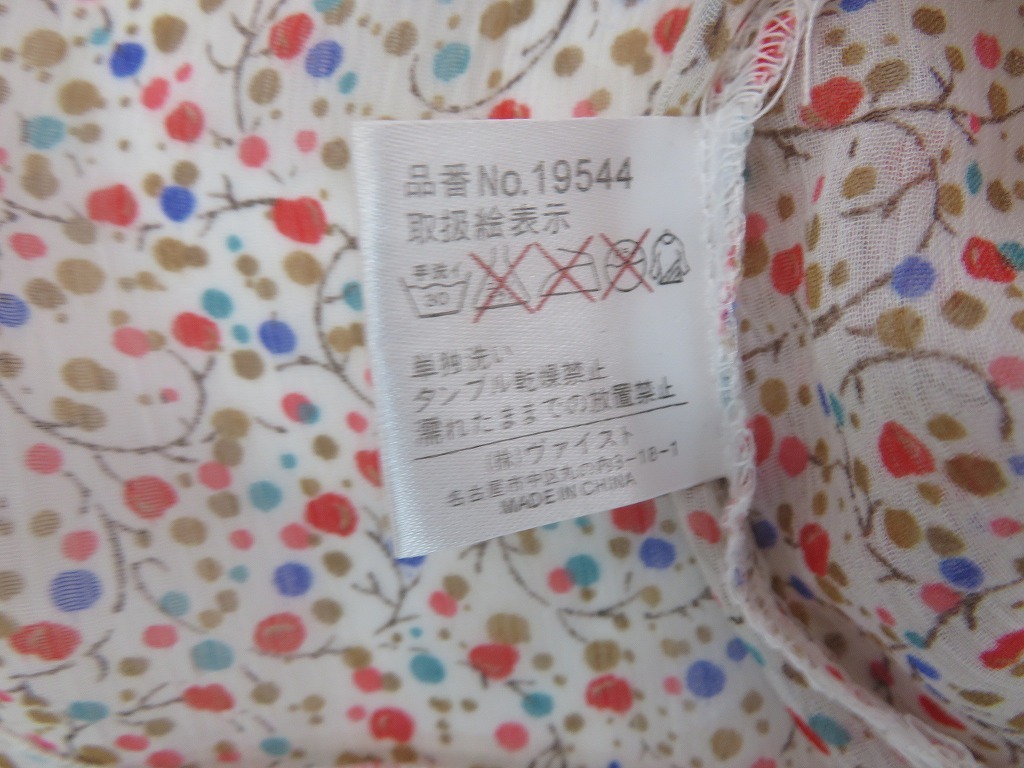 品番No.19544
取扱絵表示
手洗イ
30
単独洗い
タンブル乾燥禁止
濡れたままでの放置禁止
(株)ヴァイスト
名古屋市中区丸の内3-18-1
MADE IN CHINA